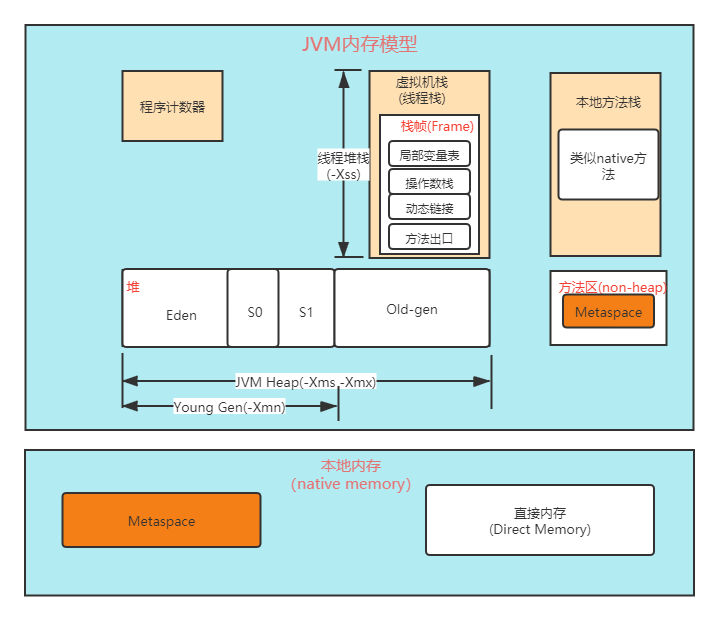 JVM内存模型
程序计数器
虚拟机栈
(线程栈)
栈帧(Frame)
局部变量表
操作数栈
动态链接
方法出口
线程堆栈
(-Xss)
本地方法栈
类似native方
法
堆
Eden
S0
S1
Old-gen
方法区(non-heap)
Metaspace
JVM Heap(-Xms -Xmx)
Young Gen(-Xmn)
本地内存
(native memory)
Metaspace
直接内存
(Direct Memory)